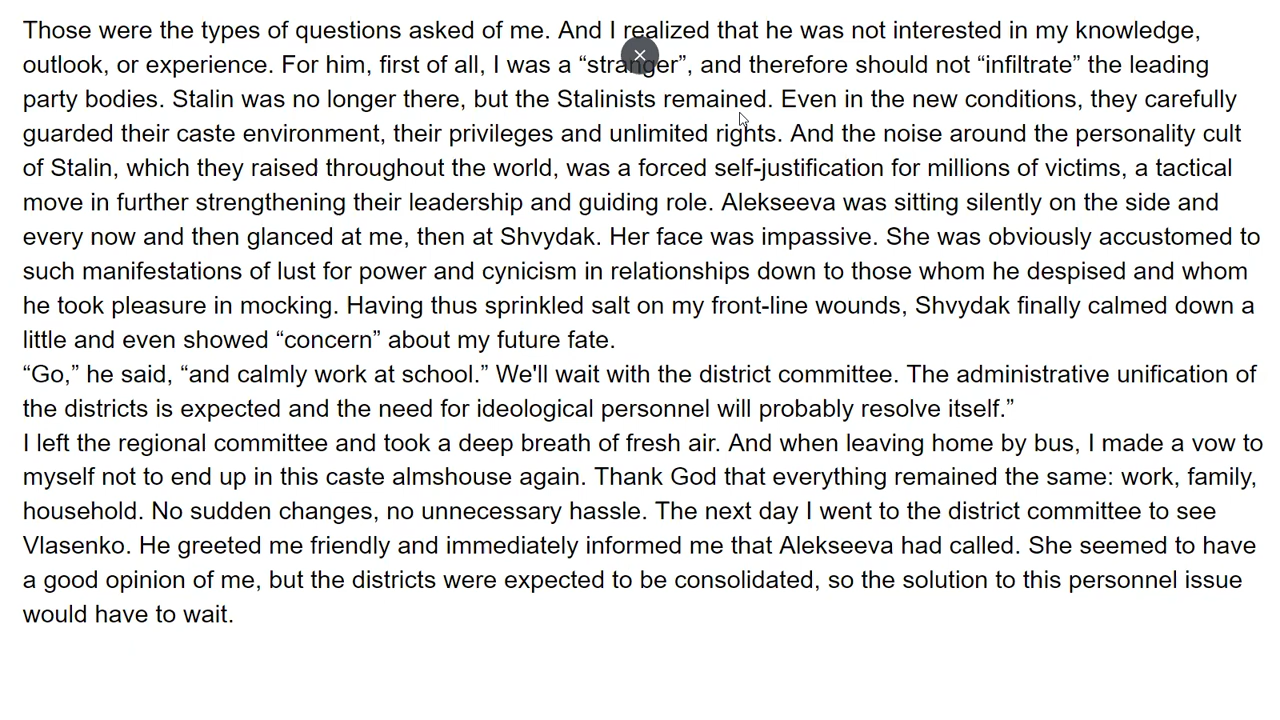 Those were the types of questions asked of me. And I realized that he was not interested in my knowledge,
outlook, or experience. For him, first of all, I was a “stranger”, and therefore should not “infiltrate” the leading
party bodies. Stalin was no longer there, but the Stalinists remained. Even in the new conditions, they carefully
guarded their caste environment, their privileges and unlimited rights. And the noise around the personality cult
of Stalin, which they raised throughout the world, was a forced self-justification for millions of victims, a tactical
move in further strengthening their leadership and guiding role. Alekseeva was sitting silently on the side and
every now and then glanced at me, then at Shvydak. Her face was impassive. She was obviously accustomed to
such manifestations of lust for power and cynicism in relationships down to those whom he despised and whom
he took pleasure in mocking. Having thus sprinkled salt on my front-line wounds, Shvydak finally calmed down a
little and even showed “concern” about my future fate.
“Go,” he said, “and calmly work at school.” We'll wait with the district committee. The administrative unification of
the districts is expected and the need for ideological personnel will probably resolve itself.”
I left the regional committee and took a deep breath of fresh air. And when leaving home by bus, I made a vow to
myself not to end up in this caste almshouse again. Thank God that everything remained the same: work, family,
household. No sudden changes, no unnecessary hassle. The next day I went to the district committee to see
Vlasenko. He greeted me friendly and immediately informed me that Alekseeva had called. She seemed to have
a good opinion of me, but the districts were expected to be consolidated, so the solution to this personnel issue
would have to wait.